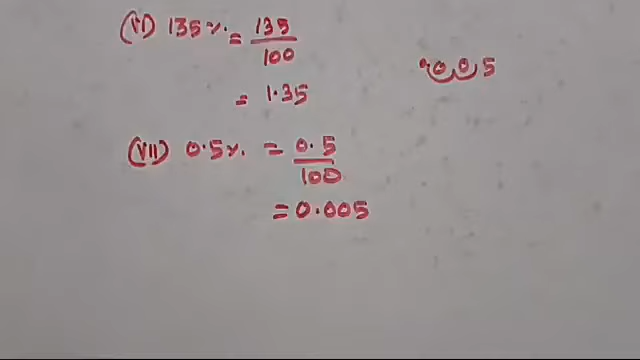 (VI) 135% = 135/100
= 1.35
.005
(VII) 0.5% = 0.5/100
= 0.005